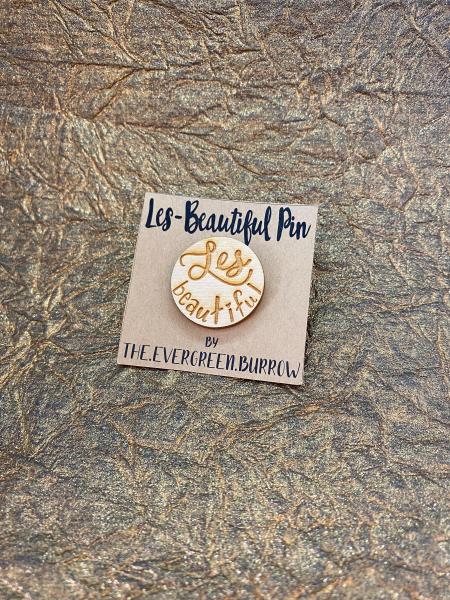 Les-Beautiful Pin
Les
beautiful
BY
THE.EVERGREEN.BURROW